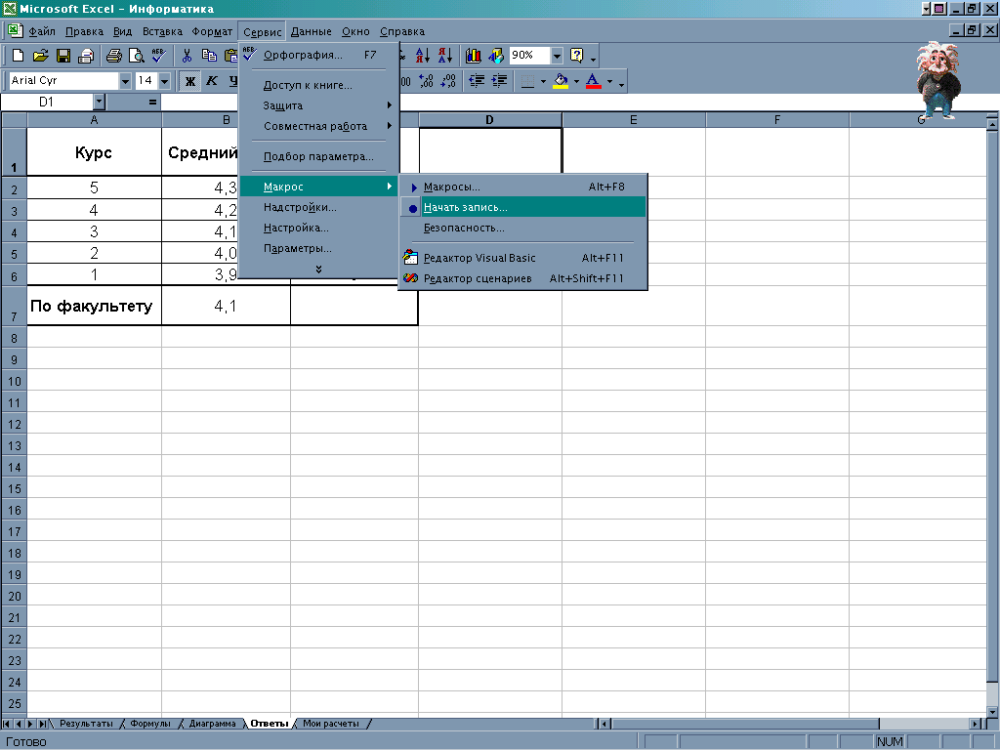 Microsoft Excel - Информатика
Файл Правка Вид Вставка Формат Сервис Данные Окно Справка
90%
Arial Cyr 14 Ж К Ч
D1 =
A B D E F G
1 Курс Средний
2 5 4,3
3 4 4,2
4 3 4,1
5 2 4,0
6 1 3,9
7 По факультету 4,1
8
9
10
11
12
13
14
15
16
17
18
19
20
21
22
23
24
25
Орфография... F7
Доступ к книге...
Защита
Совместная работа
Подбор параметра...
Макрос
Надстройки...
Настройка...
Параметры...
Макросы... Alt+F8
Начать запись...
Безопасность...
Редактор Visual Basic Alt+F11
Редактор сценариев Alt+Shift+F11
Результаты Формулы Диаграмма Ответы Мои расчеты
Готово NUM